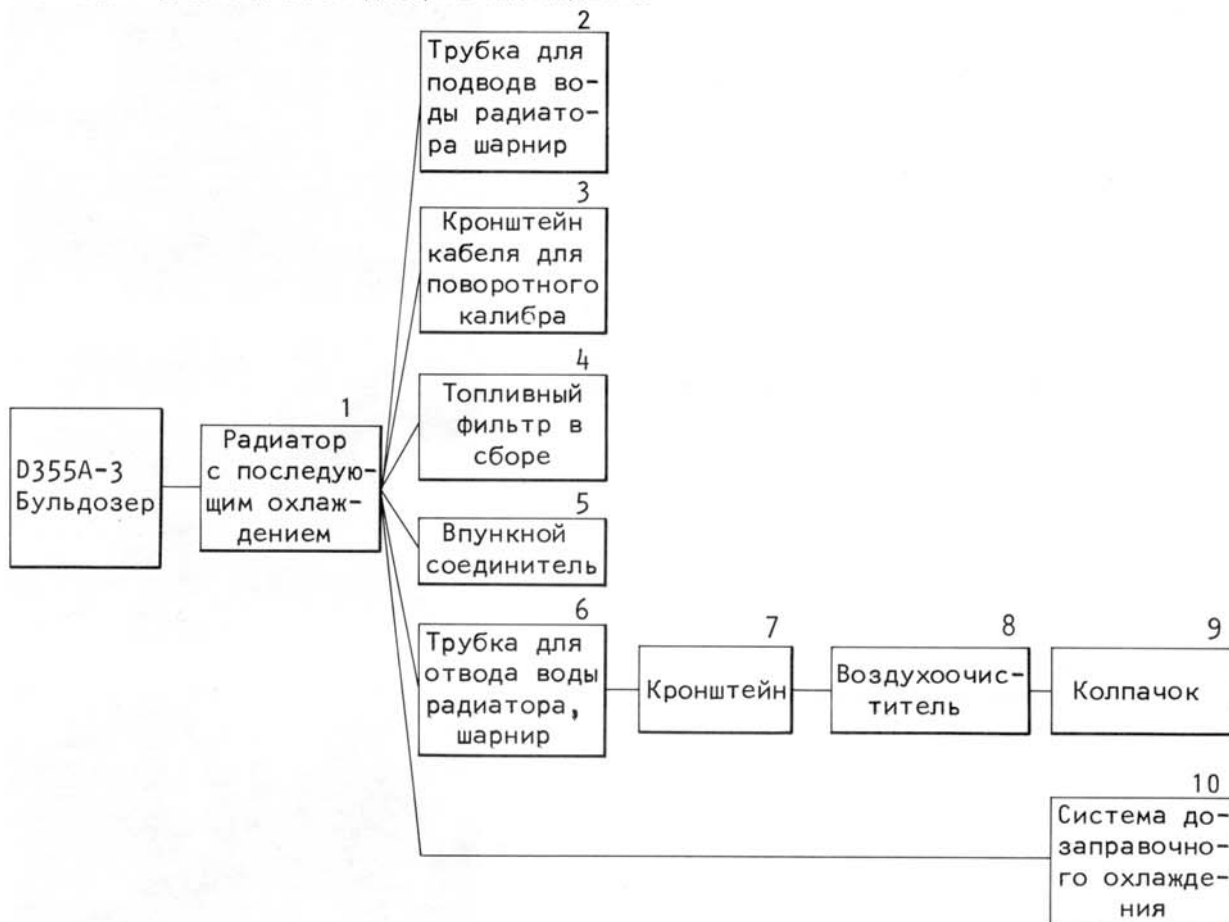 2
Трубка для
подводв во-
ды радиато-
ра шарнир
3
Кронштейн
кабеля для
поворотного
калибра
4
Топливный
фильтр в
сборе
D355A-3
Бульдозер
1
Радиатор
с последую-
щим охлаж-
дением
5
Впункной
соединитель
6
Трубка для
отвода воды
радиатора,
шарнир
7
Кронштейн
8
Воздухоочис-
титель
9
Колпачок
10
Система до-
заправочно-
го охлажде-
ния